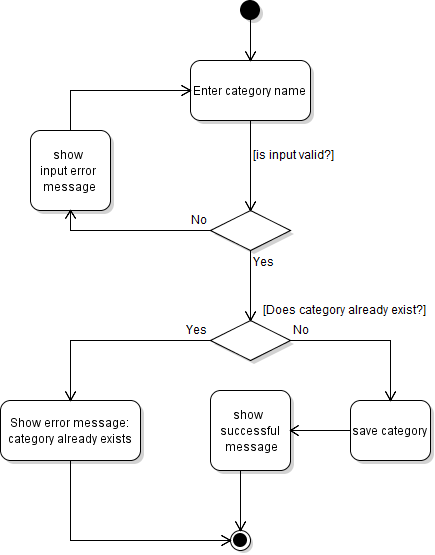 Enter category name
[is input valid?]
show
input error
message
No
Yes
[Does category already exist?]
Yes
No
Show error message:
category already exists
show
successful
message
save category